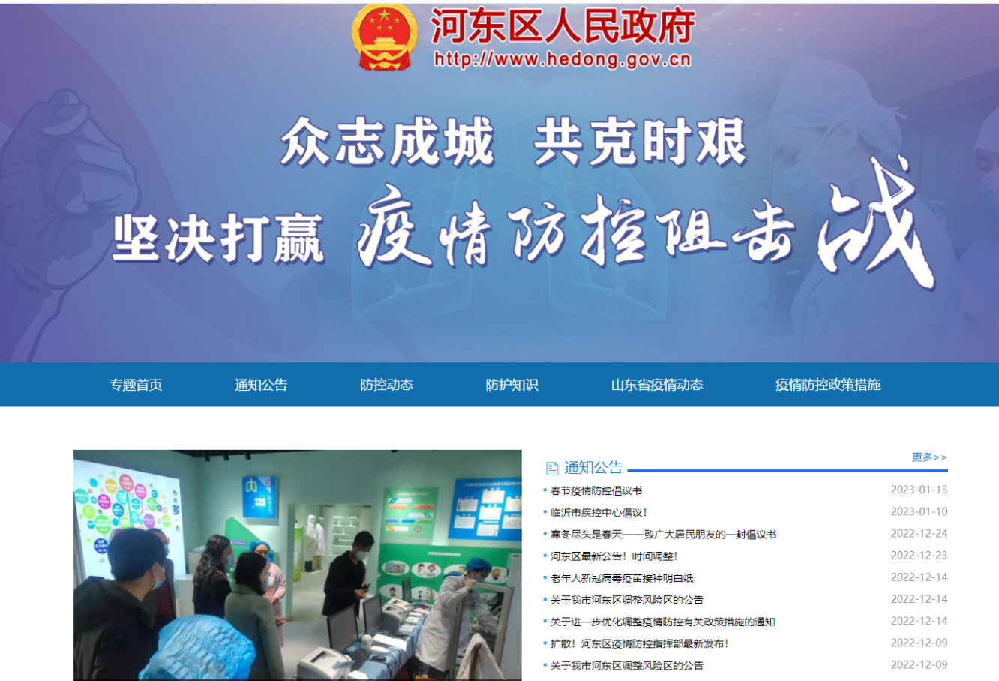 河东区人民政府
http://www.hedong.gov.cn
众志成城 共克时艰
坚决打赢 疫情防控阻击战
专题首页 通知公告 防控动态 防护知识 山东省疫情动态 疫情防控政策措施
更多>>
通知公告
春节疫情防控倡议书 2023-01-13
临沂市疾控中心倡议！ 2023-01-10
寒冬尽头是春天——致广大居民朋友的一封倡议书 2022-12-24
河东区最新公告！时间调整！ 2022-12-23
老年人新冠病毒疫苗接种明白纸 2022-12-14
关于我市河东区调整风险区的公告 2022-12-14
关于进一步优化调整疫情防控有关政策措施的通知 2022-12-14
扩散！河东区疫情防控指挥部最新发布！ 2022-12-09
关于我市河东区调整风险区的公告 2022-12-09